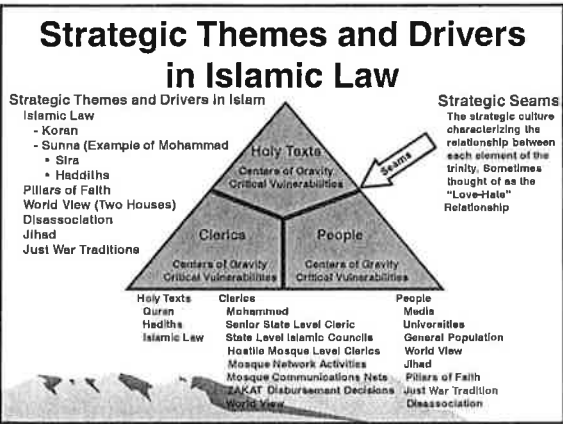 Strategic Themes and Drivers
in Islamic Law
Strategic Themes and Drivers in Islam
Islamic Law
- Koran
- Sunna (Example of Mohammed
• Sira
• Haddiths
Pillars of Faith
World View (Two Houses)
Disassociation
Jihad
Just War Traditions
Strategic Seams
The strategic culture
characterizing the
relationship between
each element of the
trinity, Sometimes
thought of as the
"Love-Hate"
Relationship
Seams
Holy Texts
Centers of Gravity
Critical Vulnerabilities
Clerics
Centers of Gravity
Critical Vulnerabilities
People
Centers of Gravity
Critical Vulnerabilities
Holy Texts
Quran
Hadiths
Islamic Law
Clerics
Mohammed
Senior State Level Cleric
State Level Islamic Councils
Hostile Mosque Level Clerics
Mosque Network Activities
Mosque Communications Nets
ZAKAT Disbursement Decisions
World View
People
Media
Universities
General Population
World View
Jihad
Pillars of Faith
Just War Tradition
Disassociation